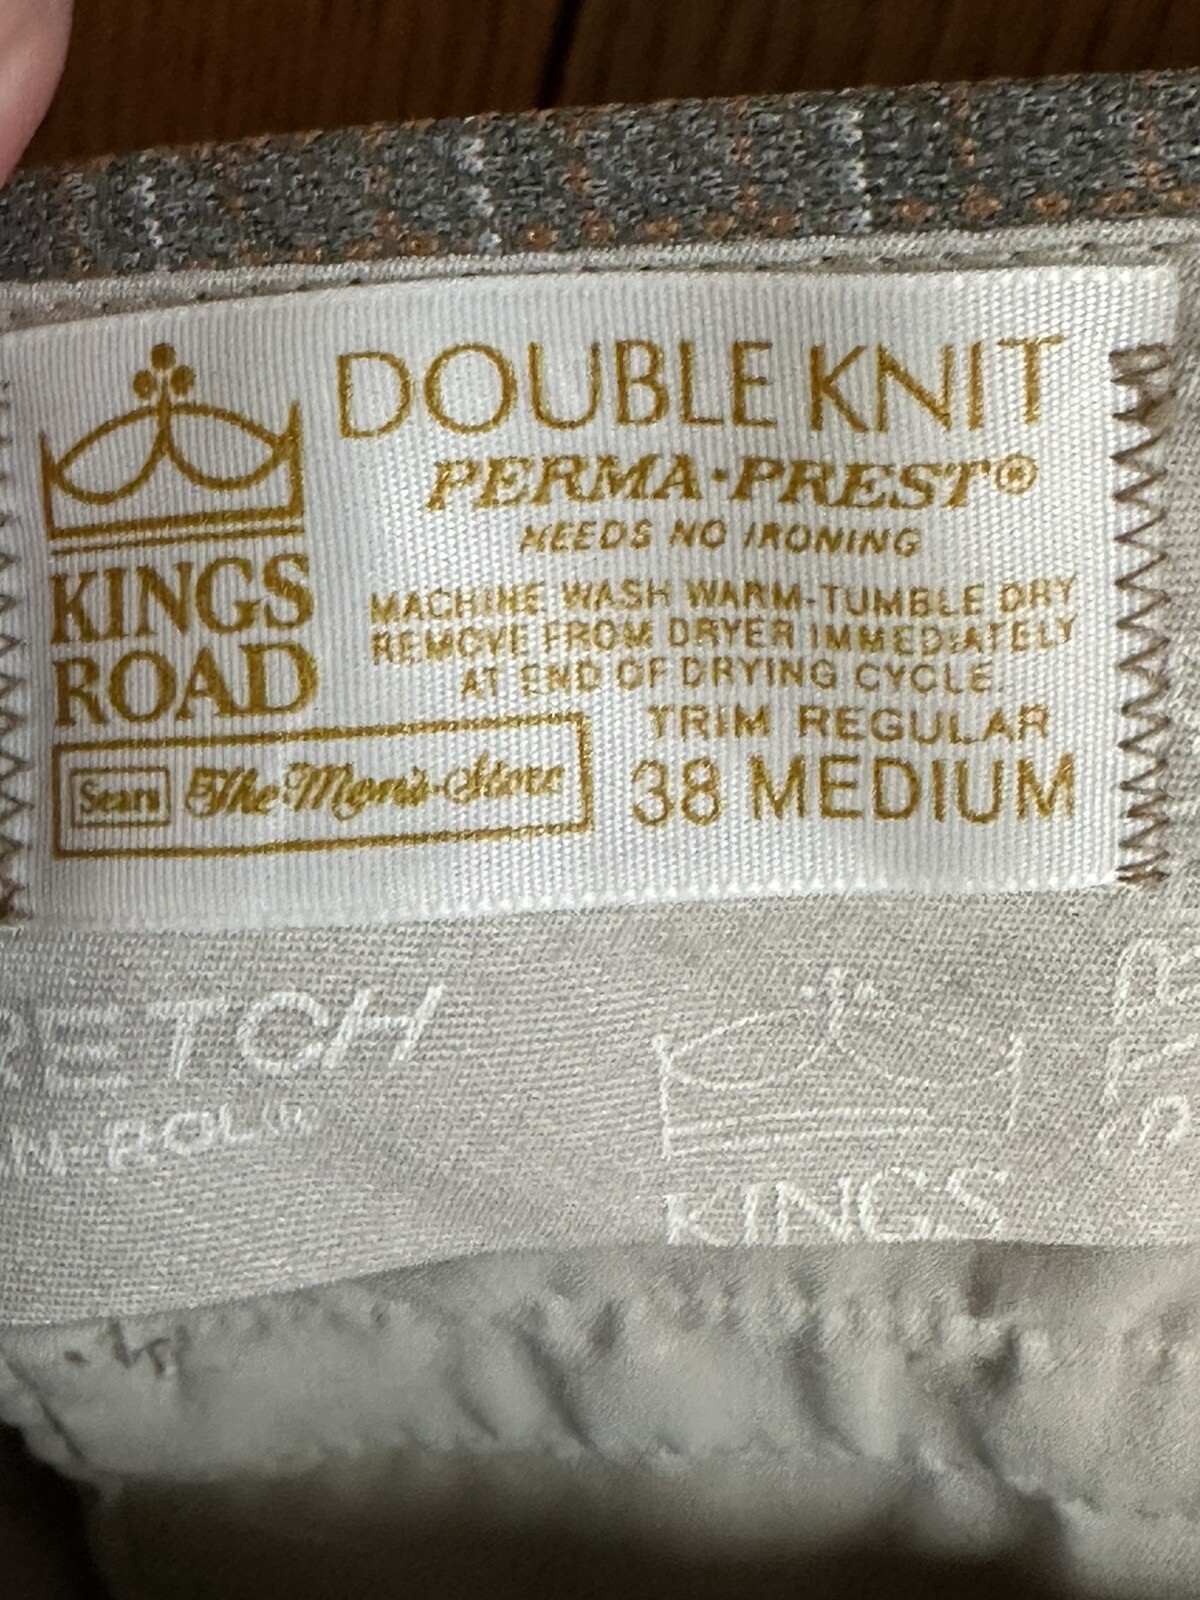 DOUBLE KNIT
PERMA·PREST®
NEEDS NO IRONING
MACHINE WASH WARM-TUMBLE DRY
REMOVE FROM DRYER IMMEDIATELY
AT END OF DRYING CYCLE.
TRIM REGULAR
38 MEDIUM
KINGS
ROAD
Sears The Men's Store
RETCH
N-ROL®
KINGS